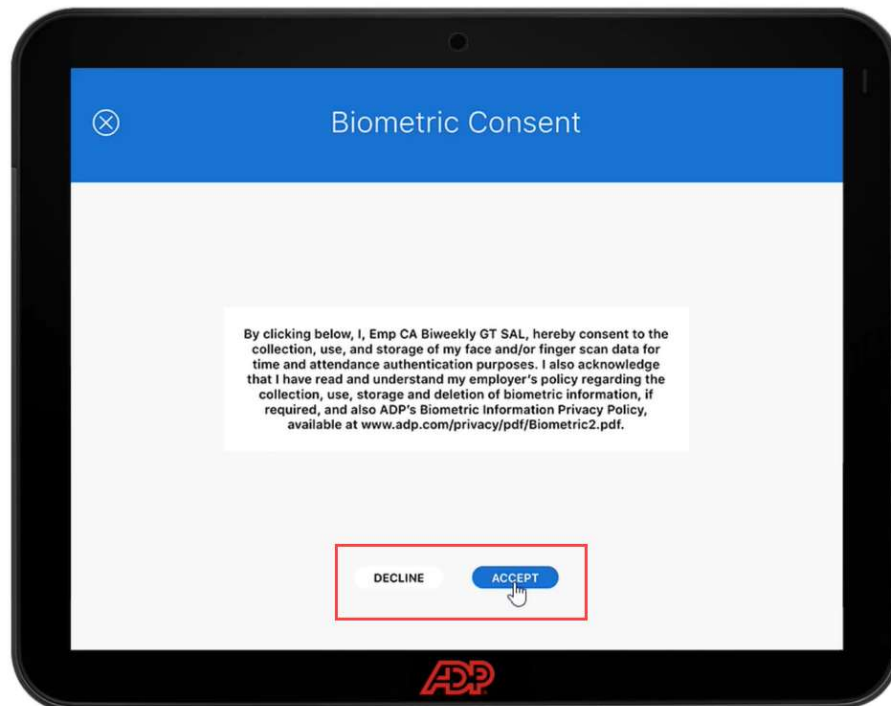 Biometric Consent
By clicking below, I, Emp CA Biweekly GT SAL, hereby consent to the
collection, use, and storage of my face and/or finger scan data for
time and attendance authentication purposes. I also acknowledge
that I have read and understand my employer's policy regarding the
collection, use, storage and deletion of biometric information, if
required, and also ADP's Biometric Information Privacy Policy,
available at www.adp.com/privacy/pdf/Biometric2.pdf.
DECLINE
ACCEPT
ADP